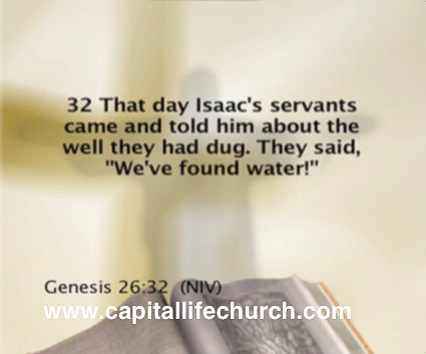 32 That day Isaac's servants
came and told him about the
well they had dug. They said,
"We've found water!"
Genesis 26:32 (NIV)
www.capitallifechurch.com